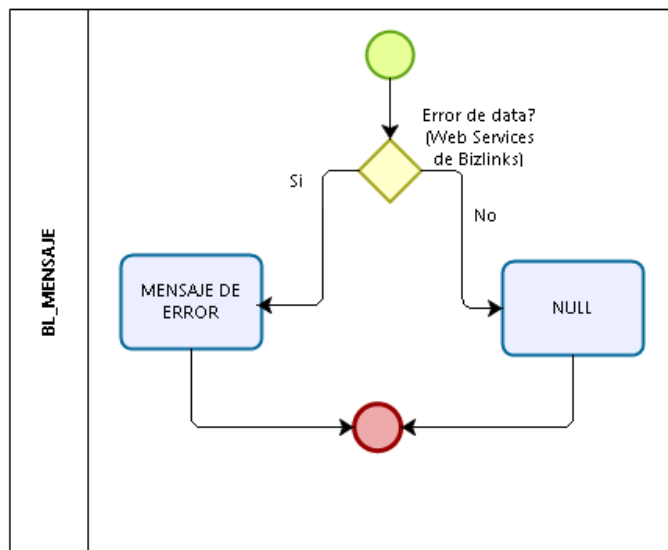 BL_MENSAJE
Error de data?
(Web Services
de Bizlinks)
Si
No
MENSAJE DE
ERROR
NULL